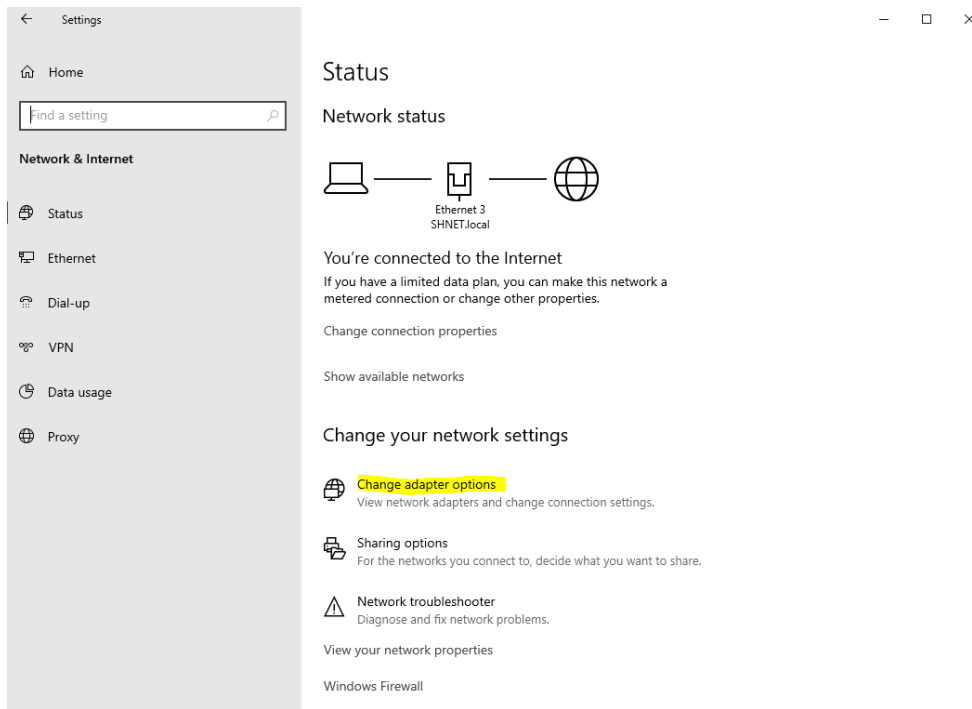 Settings
Home
Find a setting
Network & Internet
Status
Ethernet
Dial-up
VPN
Data usage
Proxy
Status
Network status
Ethernet 3
SHNET.local
You're connected to the Internet
If you have a limited data plan, you can make this network a
metered connection or change other properties.
Change connection properties
Show available networks
Change your network settings
Change adapter options
View network adapters and change connection settings.
Sharing options
For the networks you connect to, decide what you want to share.
Network troubleshooter
Diagnose and fix network problems.
View your network properties
Windows Firewall